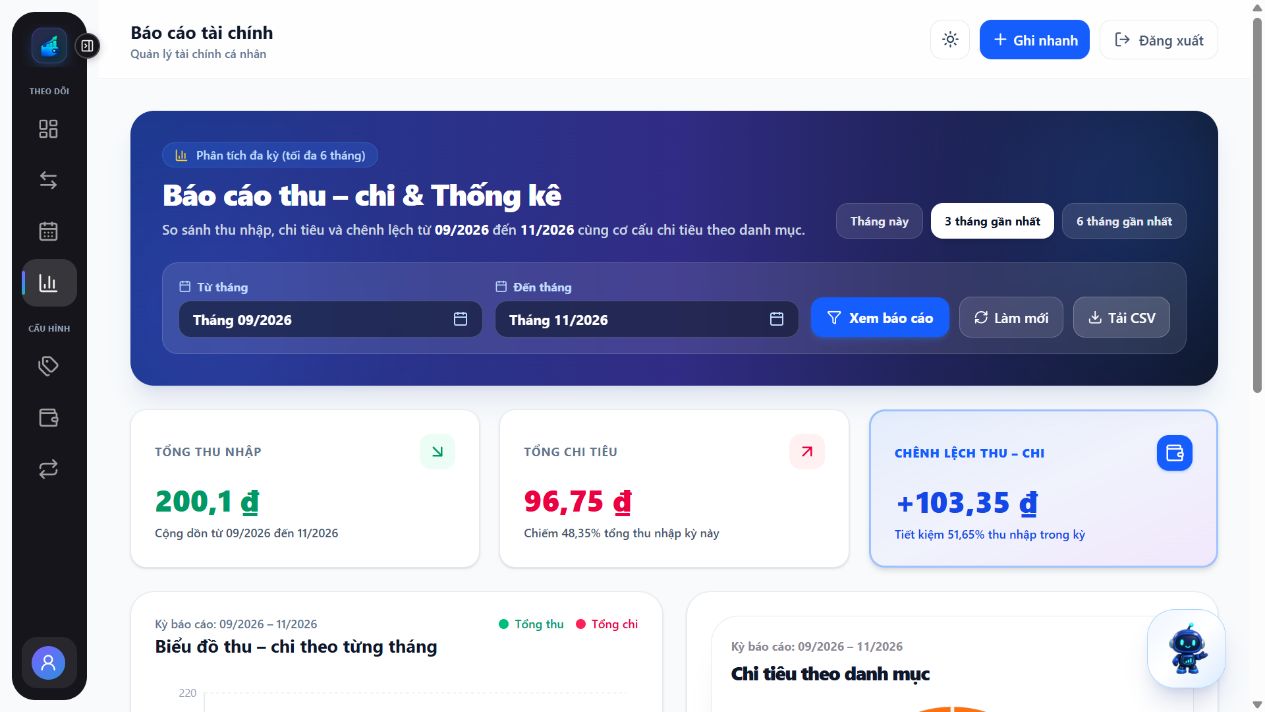 Báo cáo tài chính
Quản lý tài chính cá nhân
Ghi nhanh
Đăng xuất
THEO DÕI
CẤU HÌNH
Phân tích đa kỳ (tối đa 6 tháng)
Báo cáo thu – chi & Thống kê
So sánh thu nhập, chi tiêu và chênh lệch từ 09/2026 đến 11/2026 cùng cơ cấu chi tiêu theo danh mục.
Tháng này
3 tháng gần nhất
6 tháng gần nhất
Từ tháng
Đến tháng
Tháng 09/2026
Tháng 11/2026
Xem báo cáo
Làm mới
Tải CSV
TỔNG THU NHẬP
200,1 ₫
Cộng dồn từ 09/2026 đến 11/2026
TỔNG CHI TIÊU
96,75 ₫
Chiếm 48,35% tổng thu nhập kỳ này
CHÊNH LỆCH THU – CHI
+103,35 ₫
Tiết kiệm 51,65% thu nhập trong kỳ
Kỳ báo cáo: 09/2026 – 11/2026
Tổng thu
Tổng chi
Biểu đồ thu – chi theo từng tháng
220
Kỳ báo cáo: 09/2026 – 11/2026
Chi tiêu theo danh mục